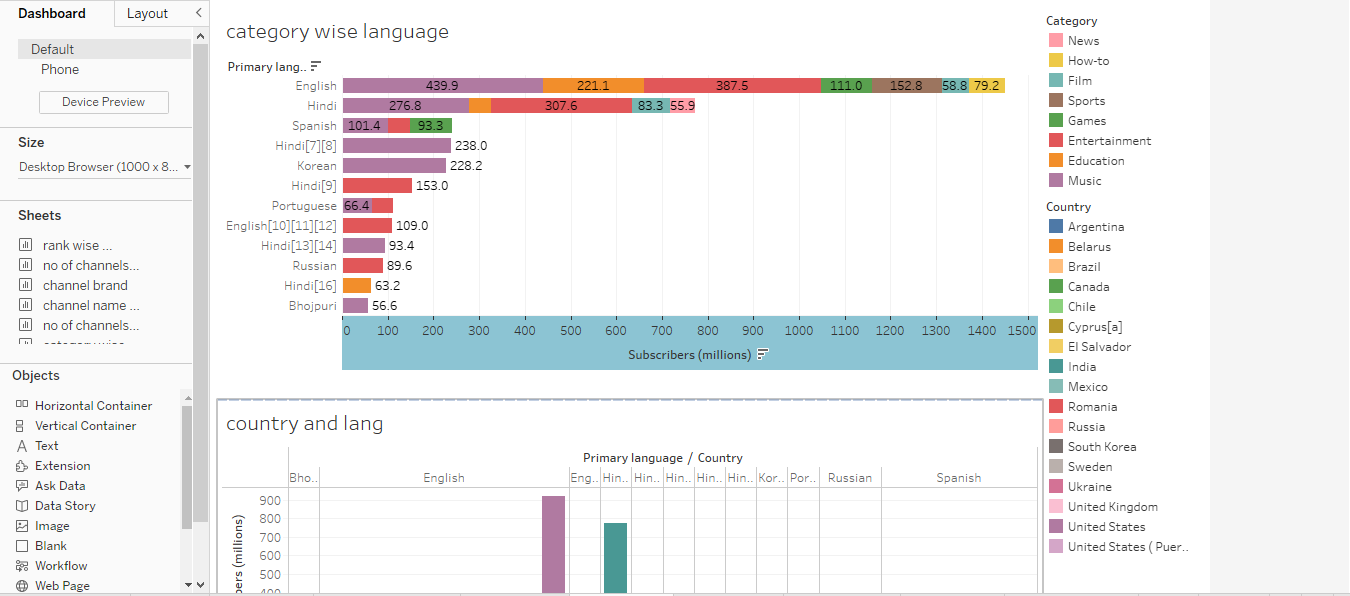 Dashboard
Layout
Default
Phone
Device Preview
Size
Desktop Browser (1000 x 8...
Sheets
rank wise ...
no of channels...
channel brand
channel name ...
no of channels...
Objects
Horizontal Container
Vertical Container
Text
Extension
Ask Data
Data Story
Image
Blank
Workflow
Web Page
category wise language
Primary lang..
English 439.9 221.1 387.5 111.0 152.8 58.8 79.2
Hindi 276.8 307.6 83.3 55.9
Spanish 101.4 93.3
Hindi[7][8] 238.0
Korean 228.2
Hindi[9] 153.0
Portuguese 66.4
English[10][11][12] 109.0
Hindi[13][14] 93.4
Russian 89.6
Hindi[16] 63.2
Bhojpuri 56.6
0 100 200 300 400 500 600 700 800 900 1000 1100 1200 1300 1400 1500
Subscribers (millions)
country and lang
Primary language / Country
Bho.. English Eng.. Hin.. Hin.. Hin.. Hin.. Hin.. Kor.. Por.. Russian Spanish
900
800
700
600
500
400
(millions)
Category
News
How-to
Film
Sports
Games
Entertainment
Education
Music
Country
Argentina
Belarus
Brazil
Canada
Chile
Cyprus[a]
El Salvador
India
Mexico
Romania
Russia
South Korea
Sweden
Ukraine
United Kingdom
United States
United States ( Puer..